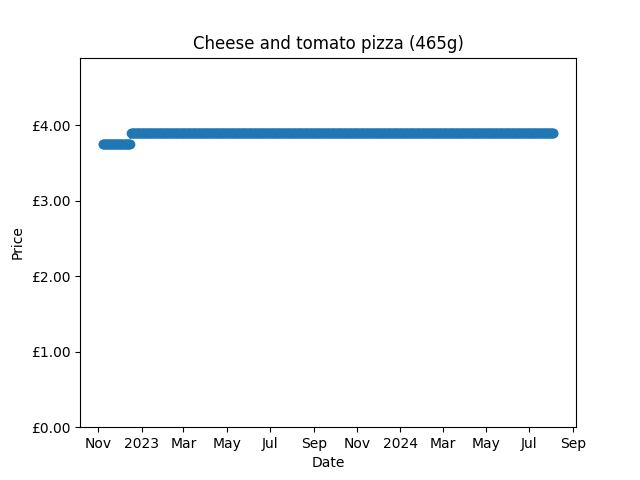 Cheese and tomato pizza (465g)
£4.00
£3.00
£2.00
£1.00
£0.00
Price
Nov 2023 Mar May Jul Sep Nov 2024 Mar May Jul Sep
Date